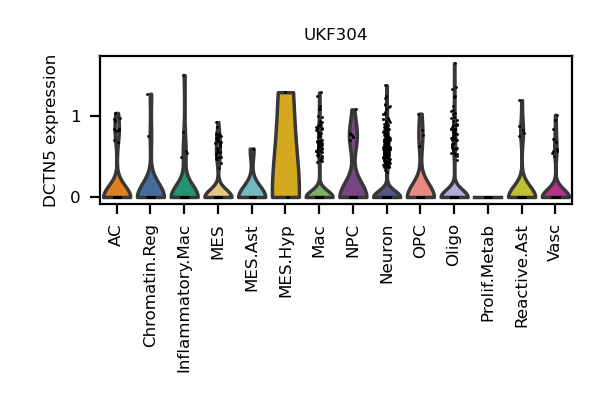 UKF304
DCTN5 expression
1
0
AC
Chromatin.Reg
Inflammatory.Mac
MES
MES.Ast
MES.Hyp
Mac
NPC
Neuron
OPC
Oligo
Prolif.Metab
Reactive.Ast
Vasc